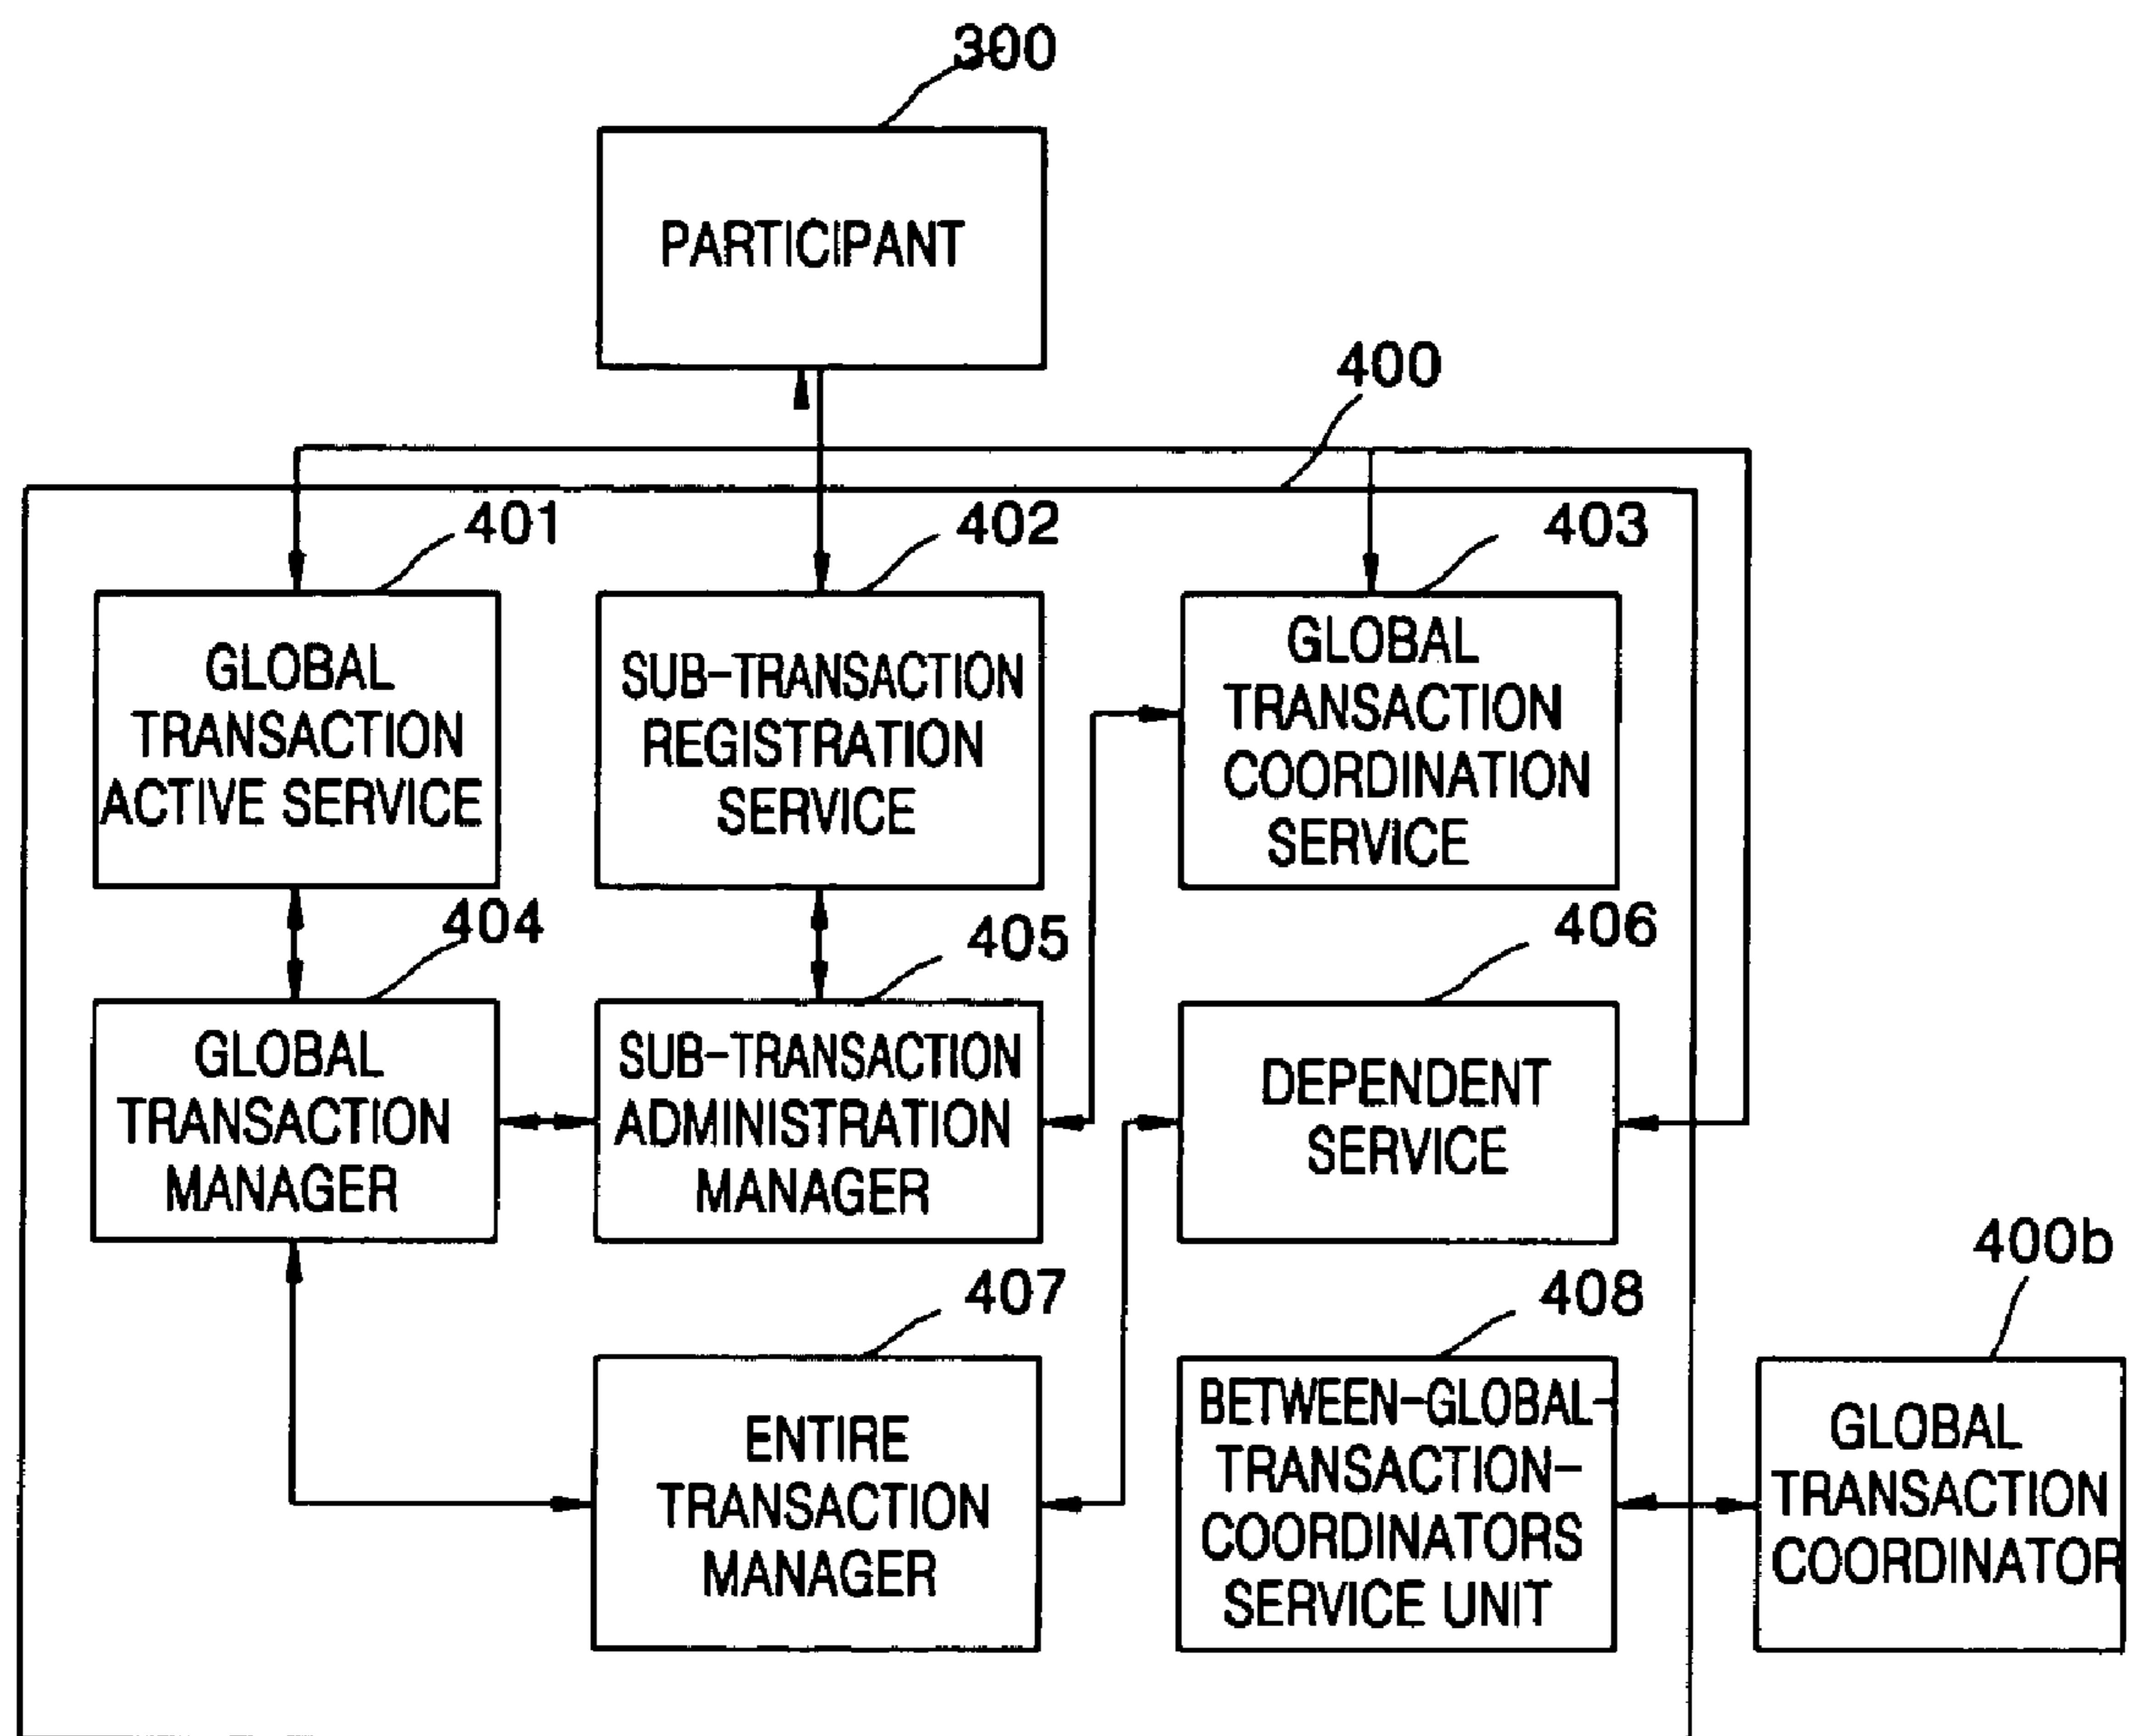 300
PARTICIPANT
400
401
402
403
GLOBAL
TRANSACTION
ACTIVE SERVICE
SUB-TRANSACTION
REGISTRATION
SERVICE
GLOBAL
TRANSACTION
COORDINATION
SERVICE
404
405
406
GLOBAL
TRANSACTION
MANAGER
SUB-TRANSACTION
ADMINISTRATION
MANAGER
DEPENDENT
SERVICE
400b
407
408
ENTIRE
TRANSACTION
MANAGER
BETWEEN-GLOBAL-
TRANSACTION-
COORDINATORS
SERVICE UNIT
GLOBAL
TRANSACTION
COORDINATOR